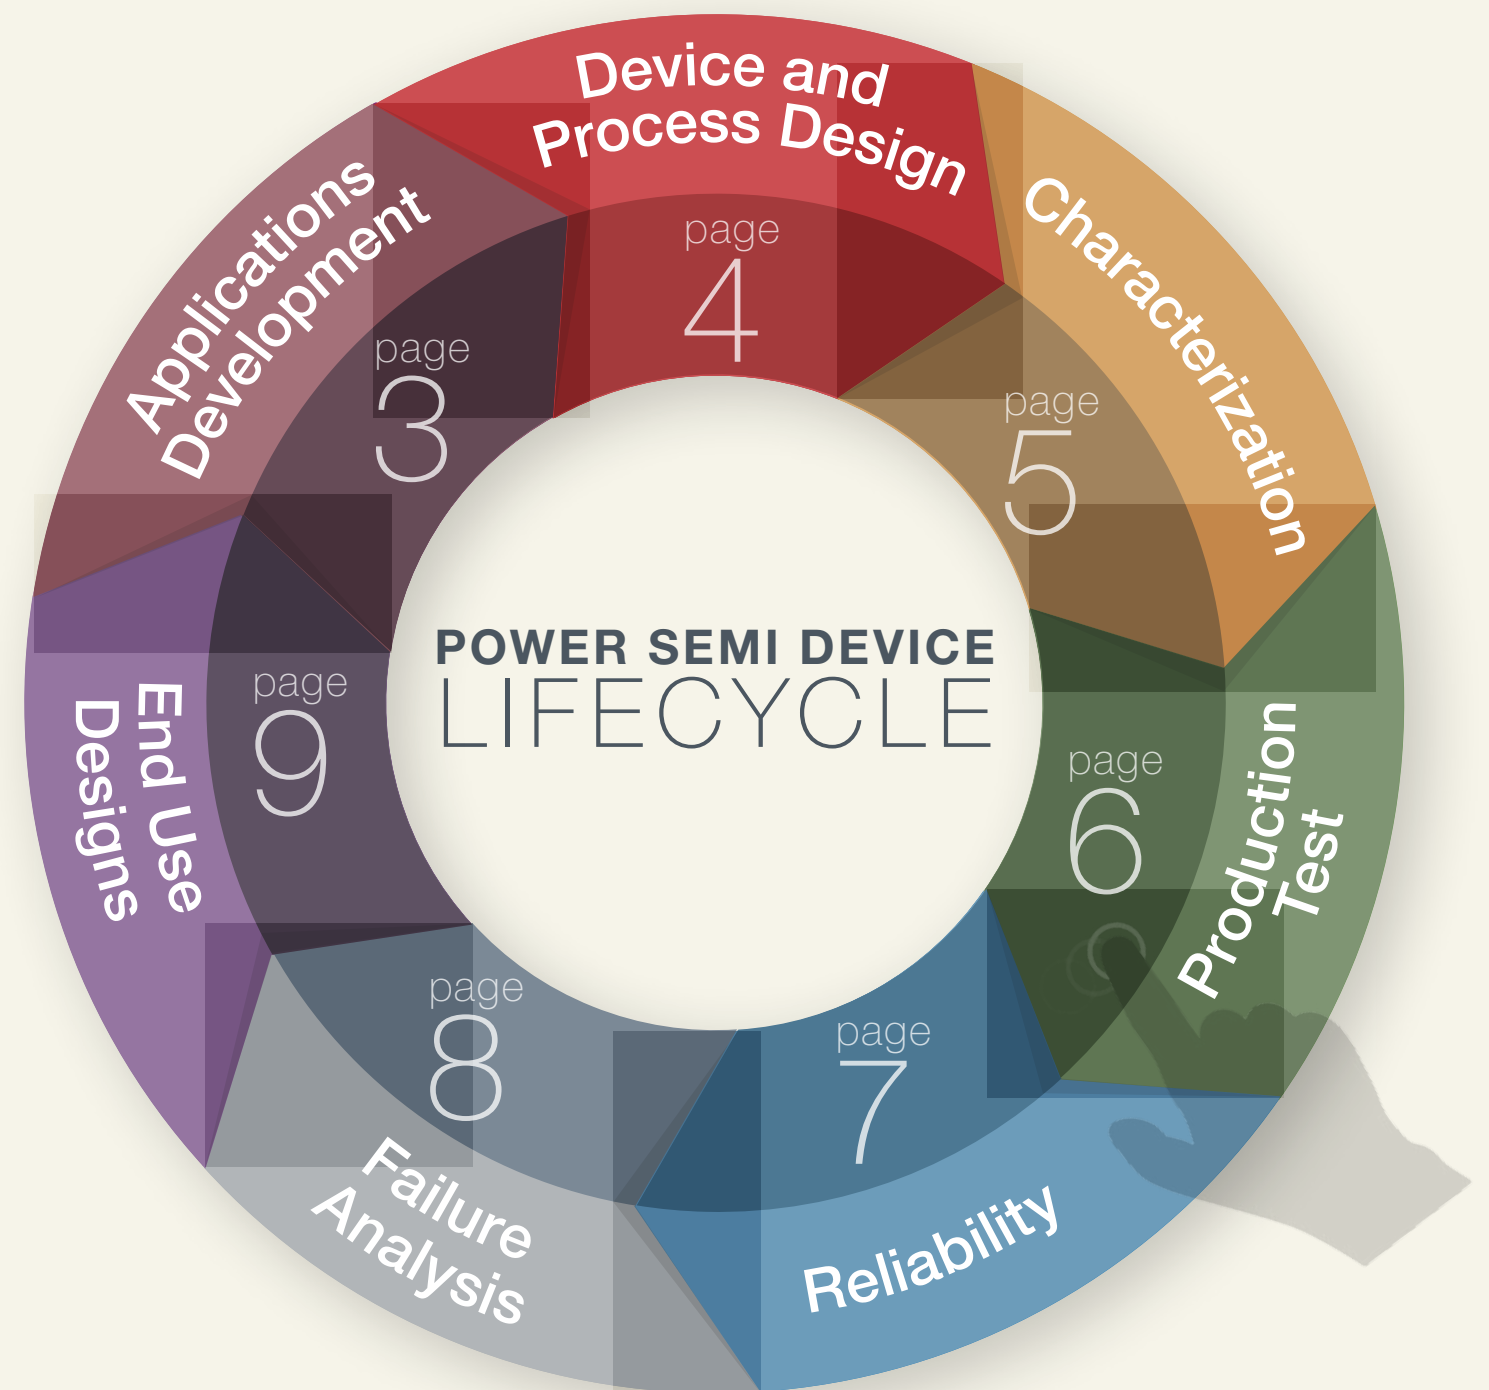 POWER SEMI DEVICE
LIFECYCLE
Applications
Development
page
3
Device and
Process Design
page
4
Characterization
page
5
Production
Test
page
6
Reliability
page
7
Failure
Analysis
page
8
End Use
Designs
page
9